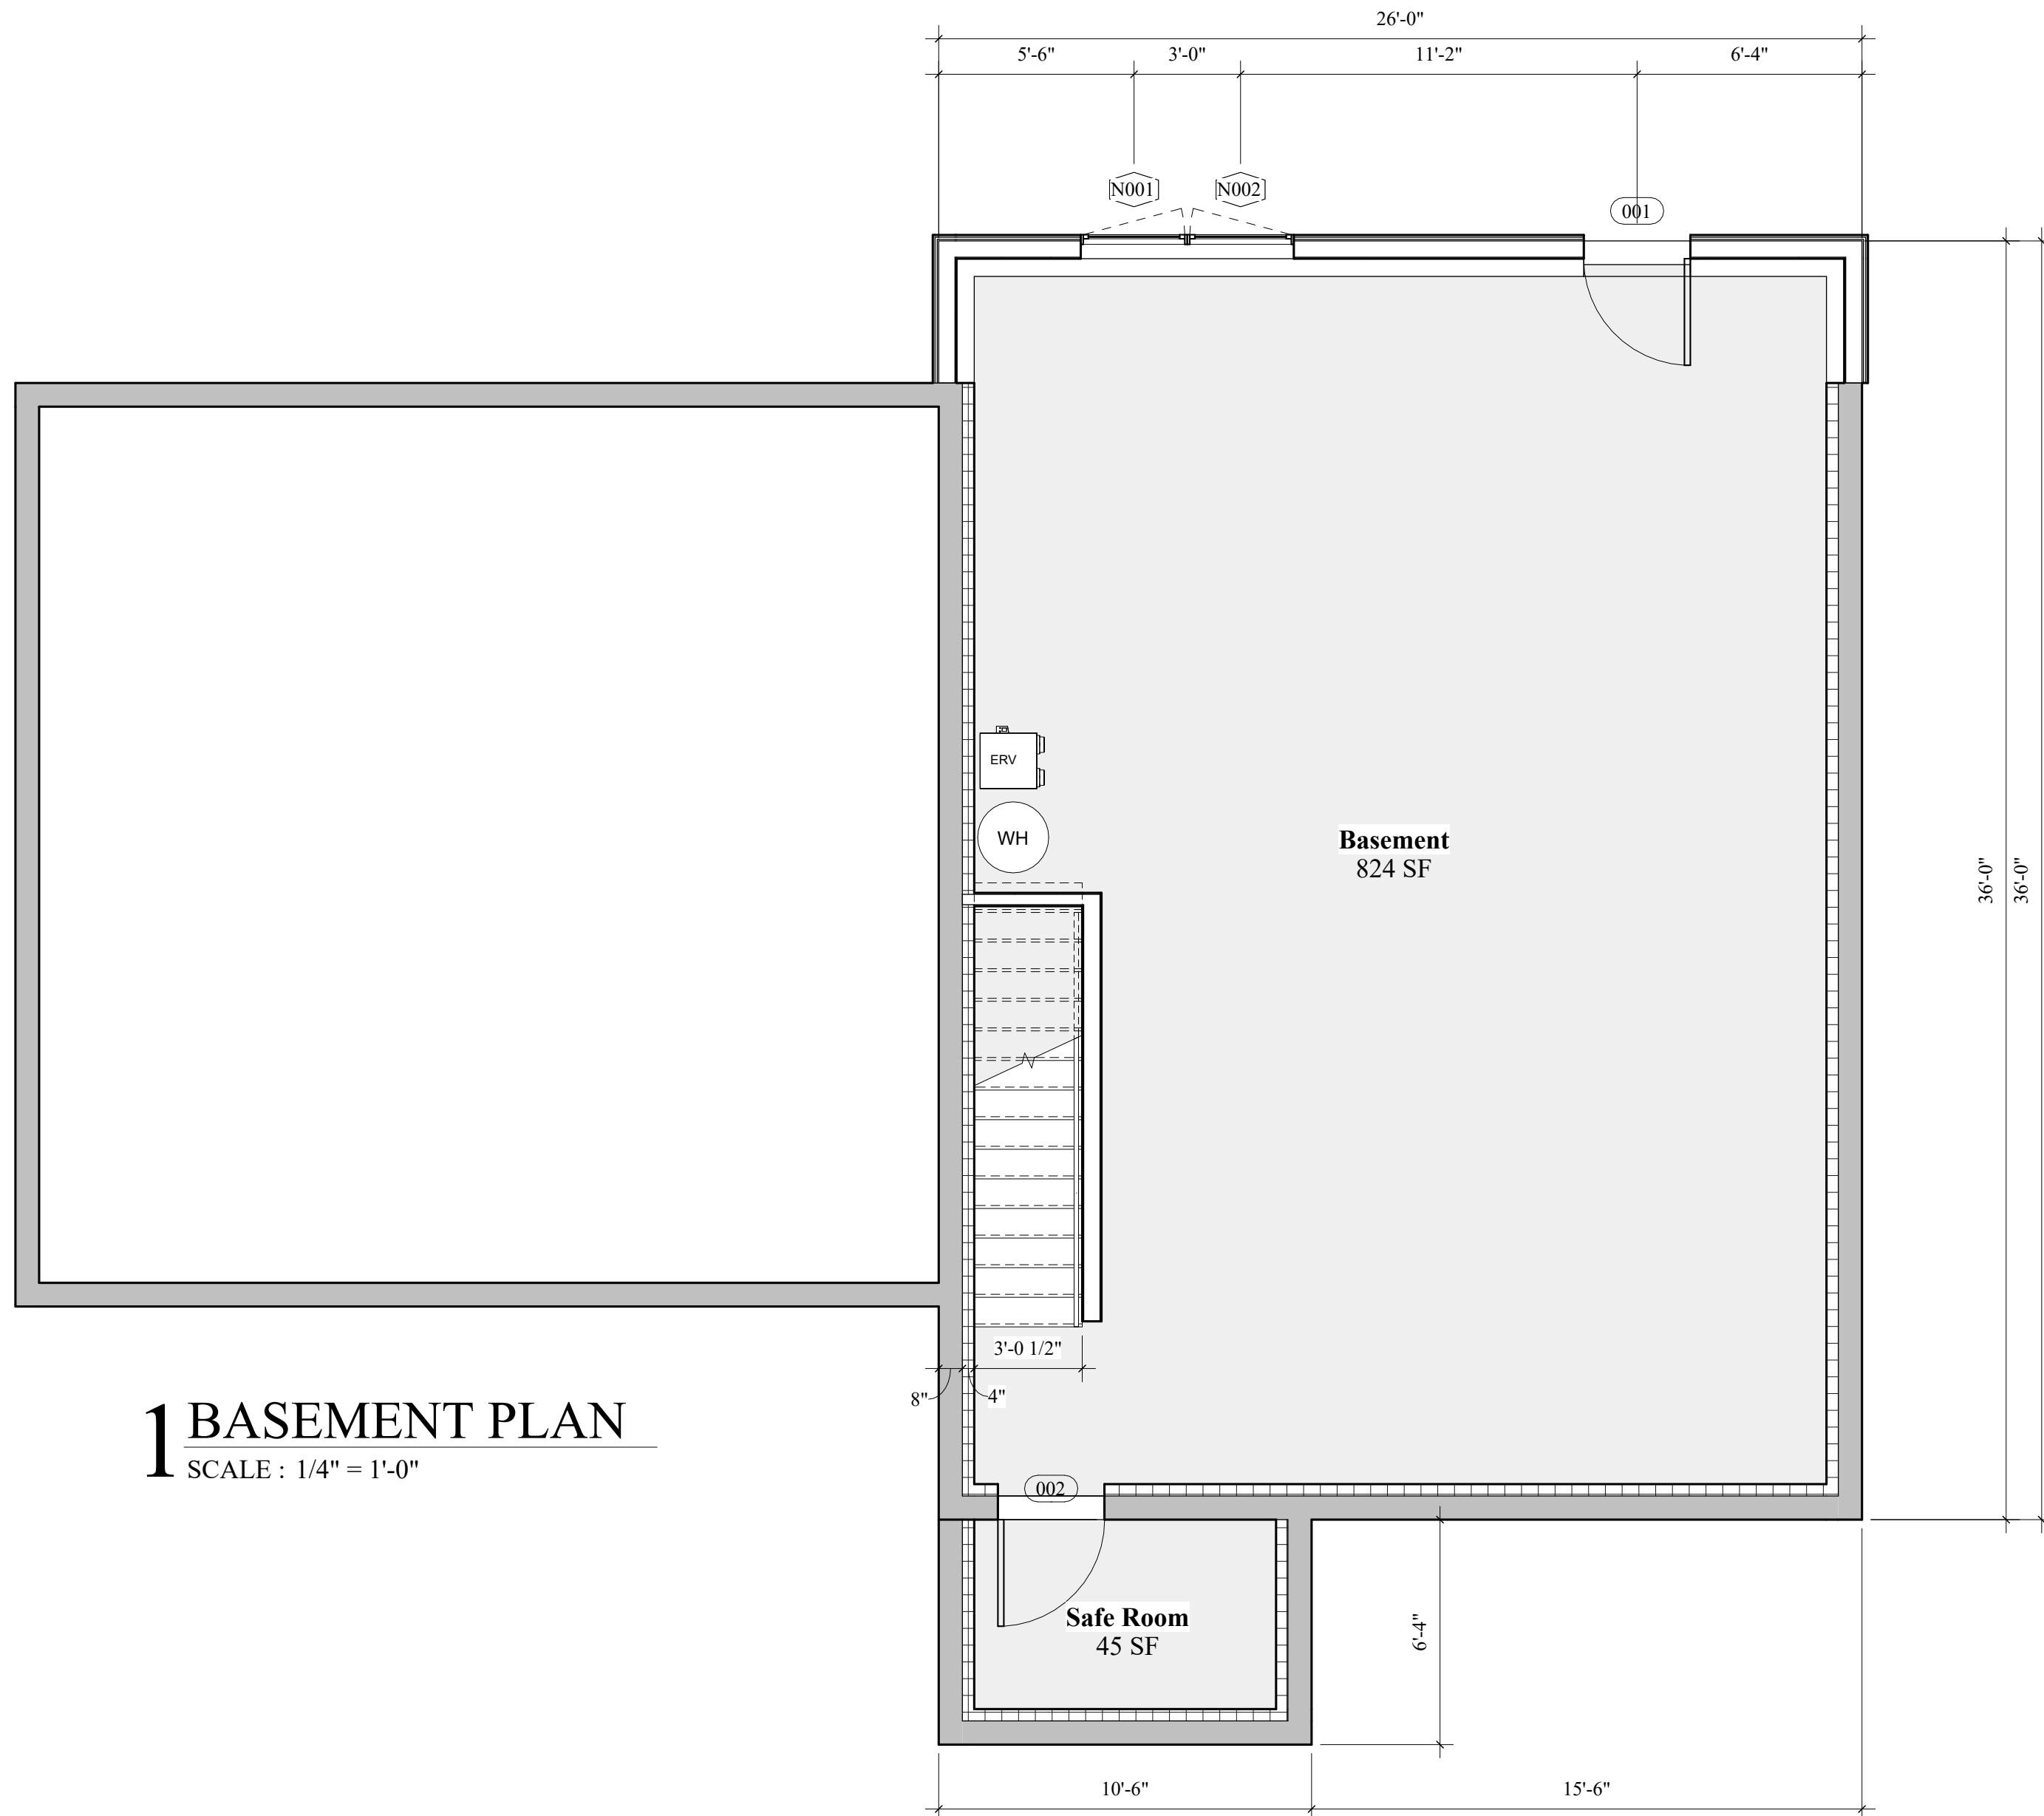 26'-0"
5'-6" 3'-0" 11'-2" 6'-4"
N001 N002 001
ERV
WH
Basement
824 SF
36'-0" 36'-0"
3'-0 1/2"
8" 4"
1 BASEMENT PLAN
SCALE : 1/4" = 1'-0"
002
Safe Room
45 SF
6'-4"
10'-6" 15'-6"